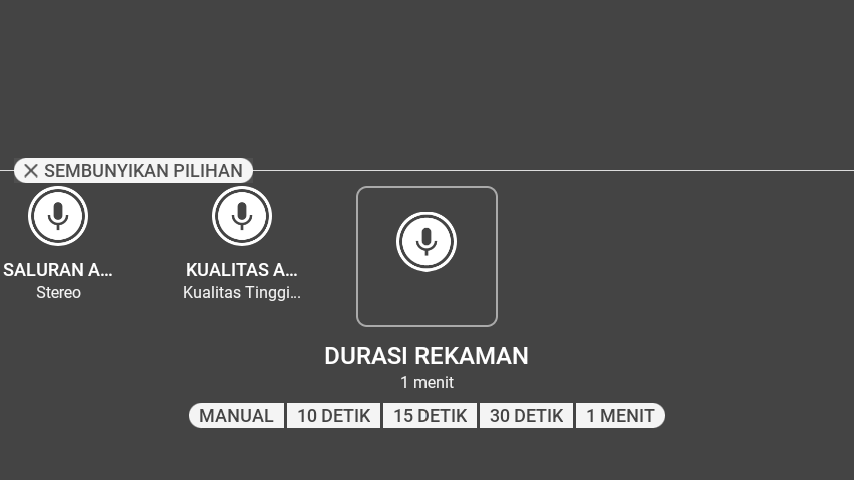 SEMBUNYIKAN PILIHAN
SALURAN A...
Stereo
KUALITAS A...
Kualitas Tinggi...
DURASI REKAMAN
1 menit
MANUAL 10 DETIK 15 DETIK 30 DETIK 1 MENIT